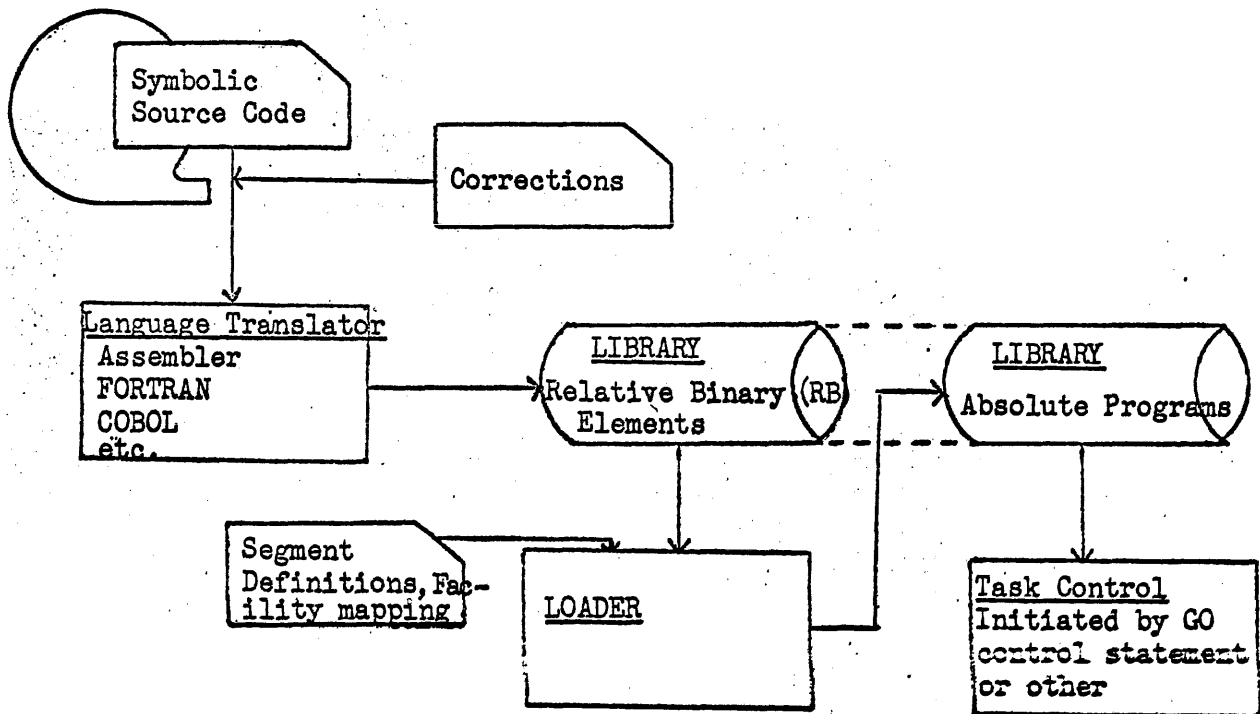 Symbolic
Source Code
Corrections
Language Translator
Assembler
FORTRAN
COBOL
etc.
LIBRARY
Relative Binary (RB)
Elements
LIBRARY
Absolute Programs
Segment
Definitions, Fac-
ility mapping
LOADER
Task Control
Initiated by GO
control statement
or other